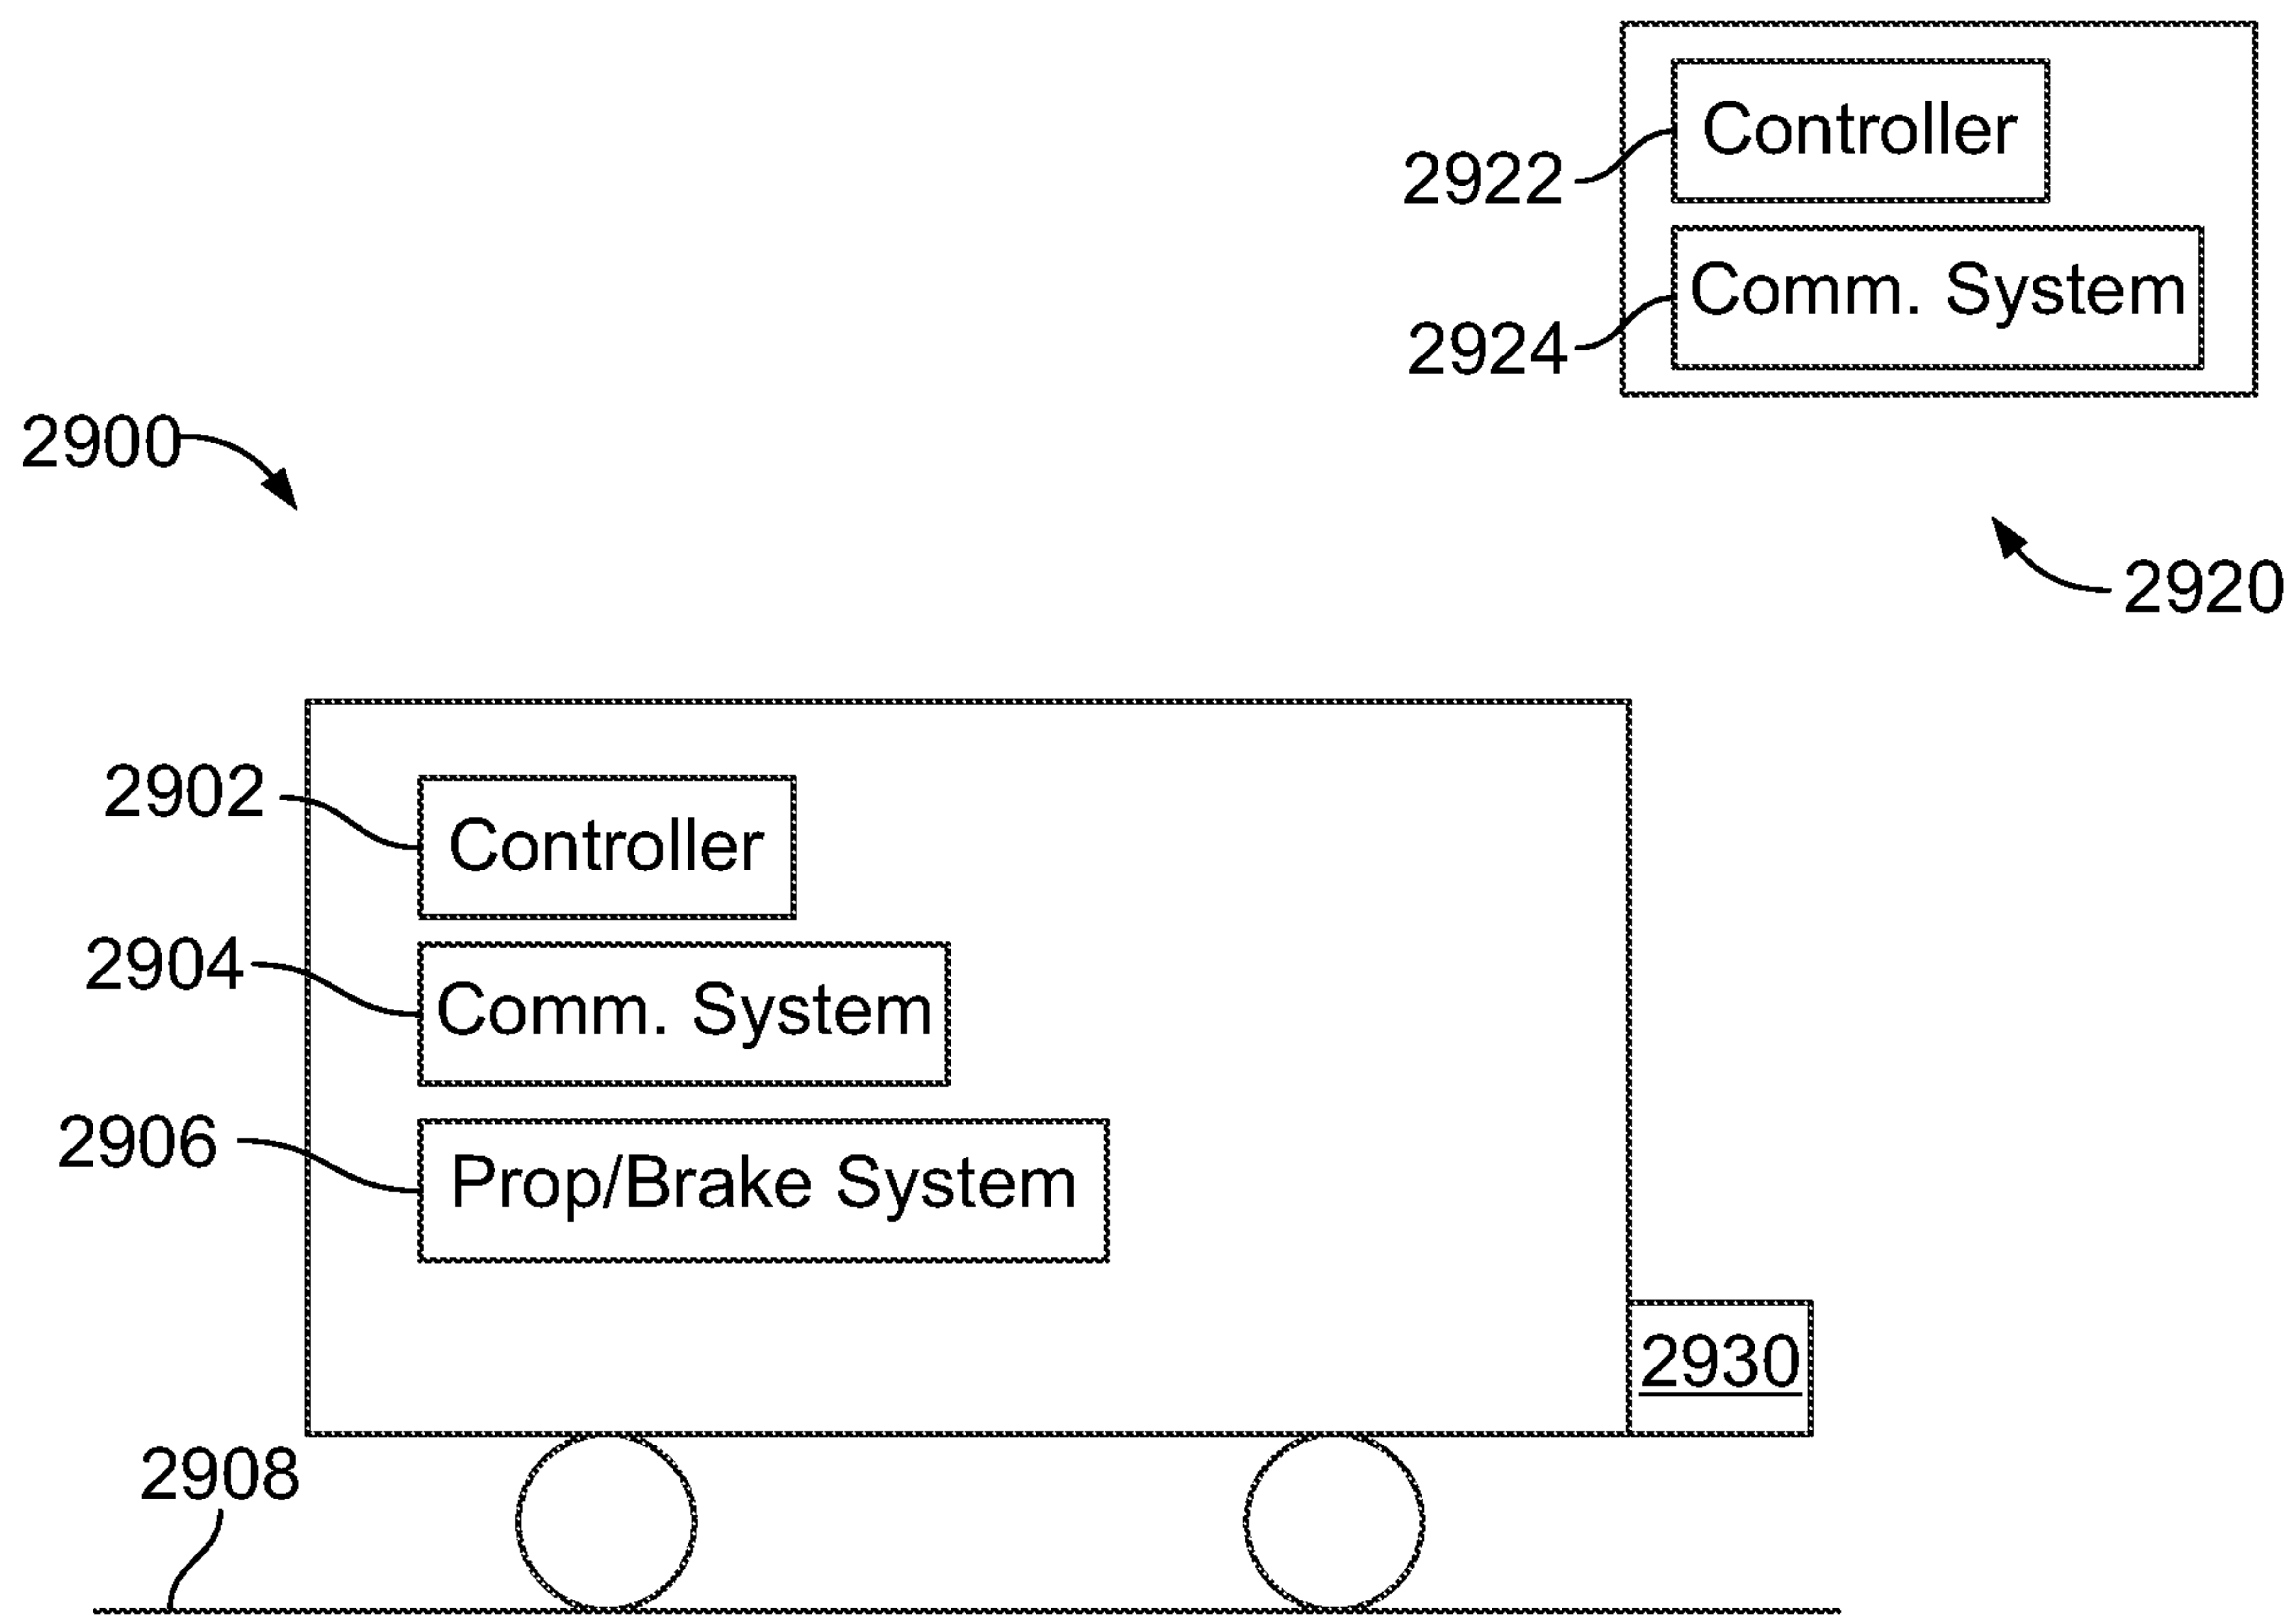 Controller
2922
Comm. System
2924
2900
2920
2902
Controller
2904
Comm. System
2906
Prop/Brake System
2930
2908